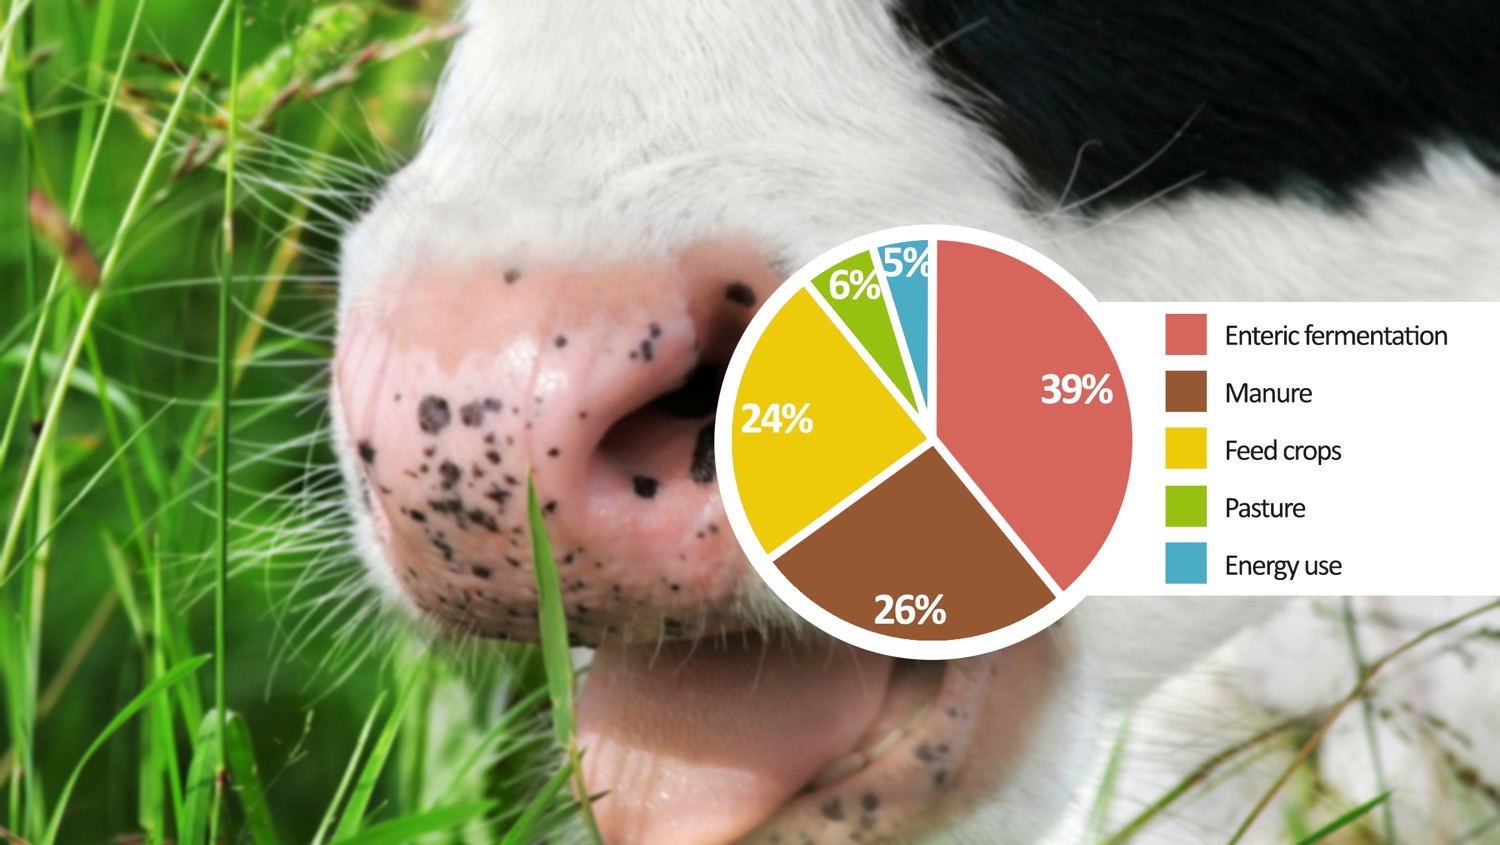 5%
6%
39%
24%
26%
Enteric fermentation
Manure
Feed crops
Pasture
Energy use